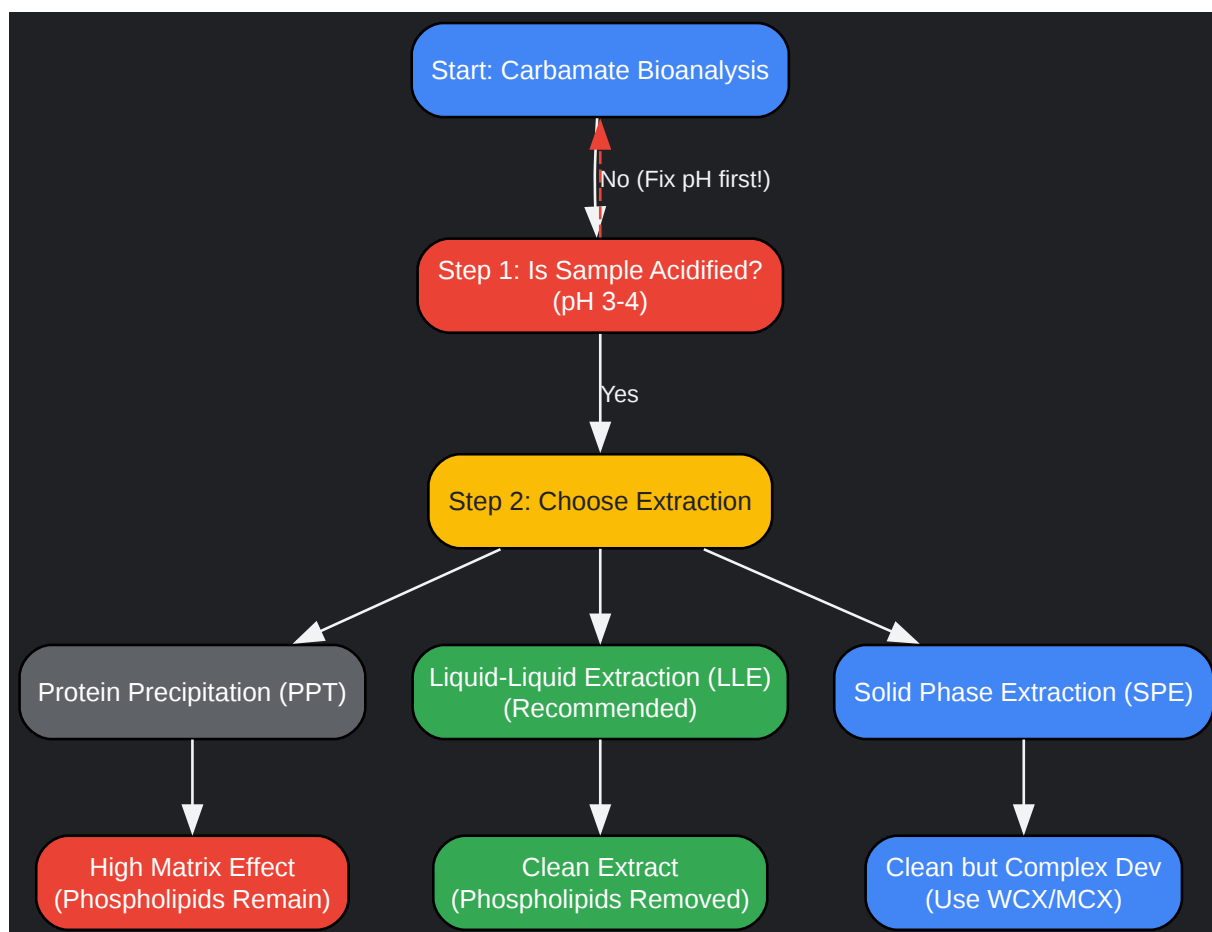 Start: Carbamate Bioanalysis
No (Fix pH first!)
Step 1: Is Sample Acidified?
(pH 3-4)
Yes
Step 2: Choose Extraction
Protein Precipitation (PPT)
Liquid-Liquid Extraction (LLE)
(Recommended)
Solid Phase Extraction (SPE)
High Matrix Effect
(Phospholipids Remain)
Clean Extract
(Phospholipids Removed)
Clean but Complex Dev
(Use WCX/MCX)